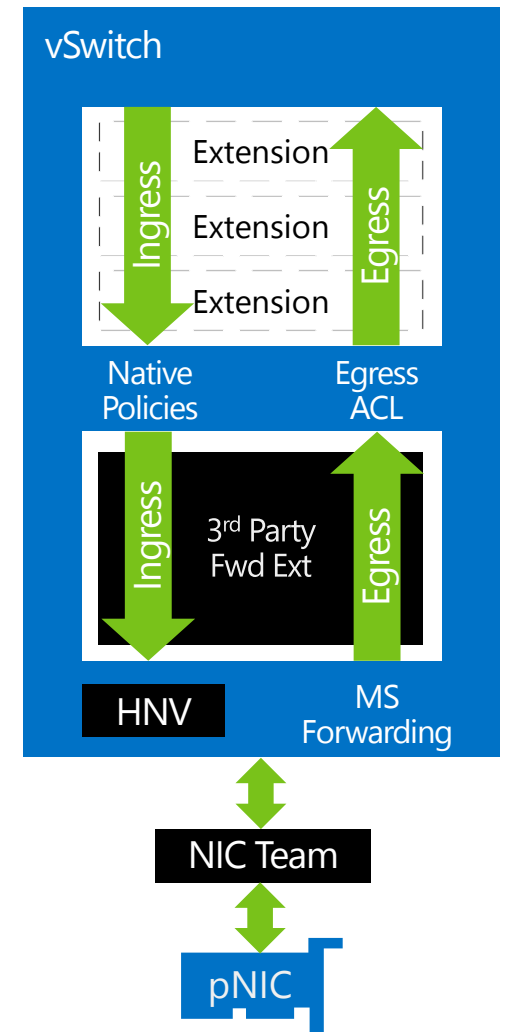 vSwitch
Extension
Extension
Extension
Ingress
Egress
Native
Policies
Egress
ACL
Ingress
3rd Party
Fwd Ext
Egress
HNV
MS
Forwarding
NIC Team
pNIC